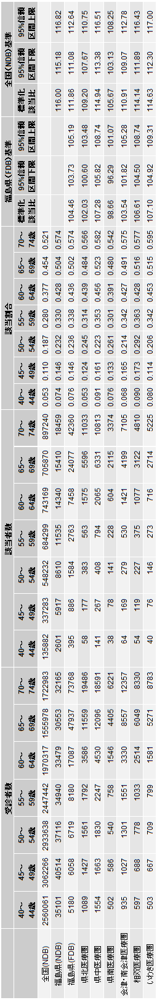 受診者数 該当者数 該当割合 福島県(FDB)基準 全国(NDB)基準
40～44歳 45～49歳 50～54歳 55～59歳 60～64歳 65～69歳 70～74歳 40～44歳 45～49歳 50～54歳 55～59歳 60～64歳 65～69歳 70～74歳 40～44歳 45～49歳 50～54歳 55～59歳 60～64歳 65～69歳 70～74歳 標準化該当比 95%信頼区間下限 95%信頼区間上限 標準化該当比 95%信頼区間下限 95%信頼区間上限
全国(NDB) 2560061 3062266 2933638 2447442 1970317 1555978 1722983 135882 337283 548232 684299 743169 705870 897240 0.053 0.110 0.187 0.280 0.377 0.454 0.521
福島県(NDB) 35101 40514 37116 34940 33479 30553 32165 2601 5917 8610 11535 14340 15410 18459 0.074 0.146 0.232 0.330 0.428 0.504 0.574 116.00 115.18 116.82
福島県(FDB) 5180 6058 6719 8180 17087 47937 73768 395 886 1584 2763 7458 24077 42360 0.076 0.146 0.236 0.338 0.436 0.502 0.574 104.46 103.73 105.19 111.86 111.08 112.64
県北医療圏 1089 1427 1561 1792 3586 11559 19486 58 177 383 563 1575 5596 11033 0.053 0.124 0.245 0.314 0.439 0.484 0.566 102.03 100.60 103.48 109.20 107.67 110.75
県中医療圏 1554 1663 1830 2247 4530 12096 18591 141 267 408 794 2065 6331 10813 0.091 0.161 0.223 0.353 0.456 0.523 0.582 107.28 105.82 108.74 114.94 113.38 116.51
県南医療圏 502 586 540 758 1546 4405 6221 38 78 141 228 604 2115 3374 0.076 0.133 0.261 0.301 0.391 0.480 0.542 98.66 96.29 101.07 105.67 103.13 108.25
会津・南会津医療圏 935 1027 1301 1551 3330 8557 12357 64 169 279 530 1421 4199 7105 0.068 0.165 0.214 0.342 0.427 0.491 0.575 103.54 101.82 105.28 110.91 109.07 112.78
相双医療圏 597 688 778 1033 2514 6049 8330 54 119 227 375 1077 3122 4810 0.090 0.173 0.292 0.363 0.428 0.516 0.577 106.61 104.50 108.74 114.14 111.89 116.43
いわき医療圏 503 667 709 799 1581 5271 8783 40 76 146 273 716 2714 5225 0.080 0.114 0.206 0.342 0.453 0.515 0.595 107.10 104.92 109.31 114.63 112.30 117.00